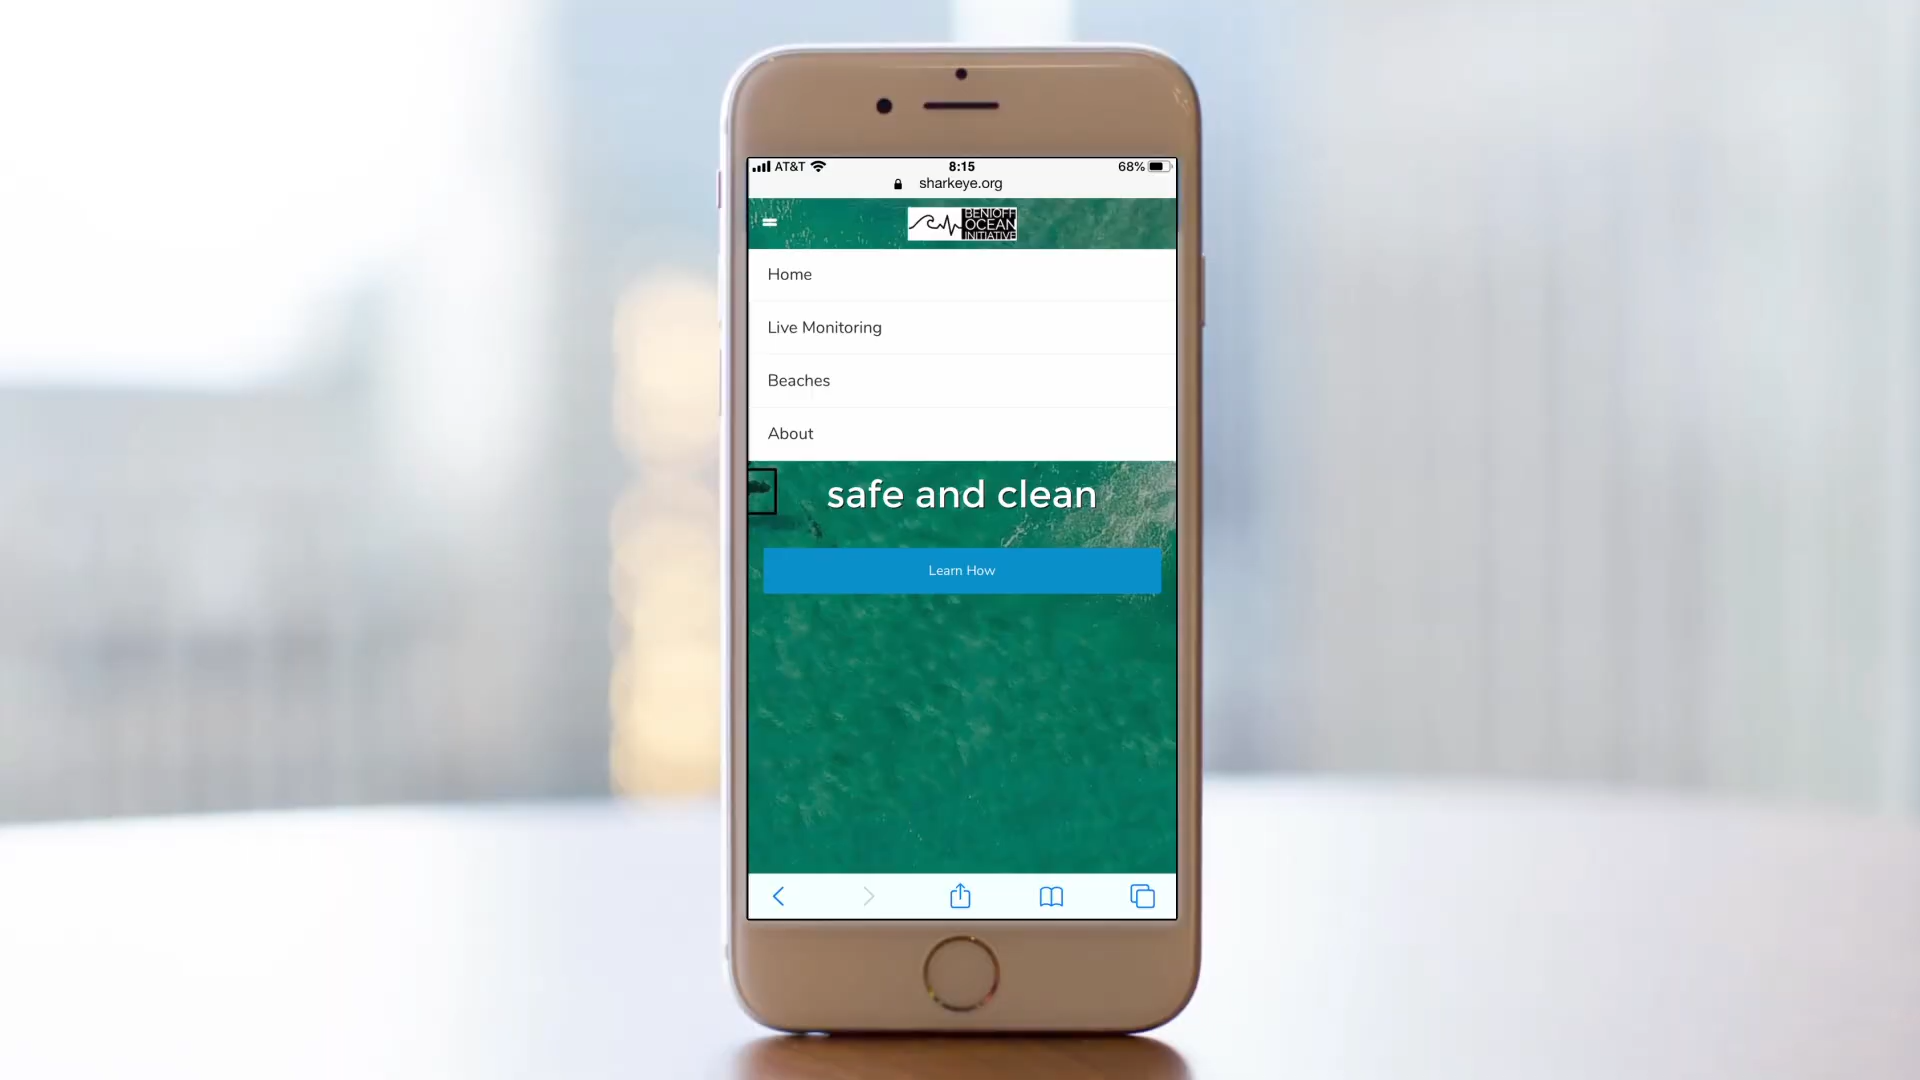 AT&T 8:15 68%
sharkeye.org
BENIOFF
OCEAN
INITIATIVE
Home
Live Monitoring
Beaches
About
safe and clean
Learn How